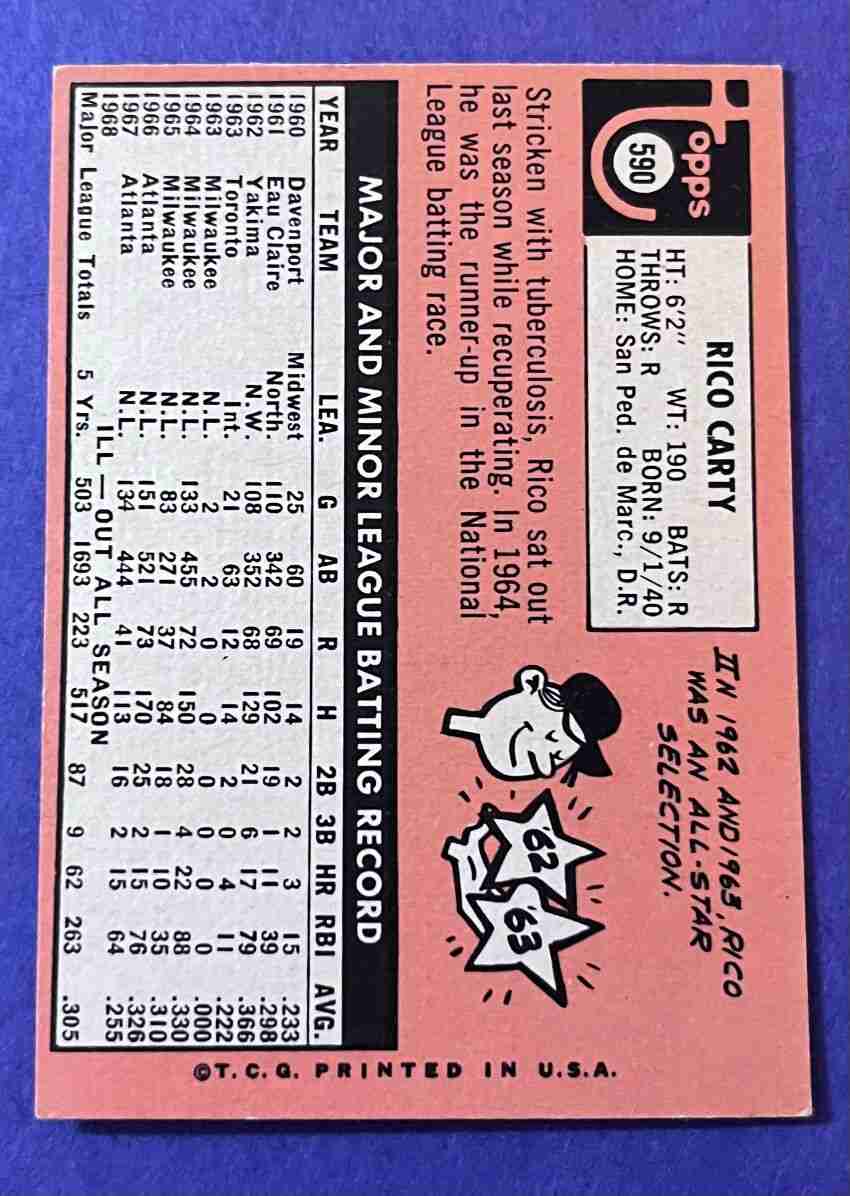 Topps
590
RICO CARTY
HT: 6'2" WT: 190 BATS: R
THROWS: R BORN: 9/1/40
HOME: San Ped. de Marc., D.R.
IN 1962 AND 1963, RICO
WAS AN ALL-STAR
SELECTION.
'62
'63
Stricken with tuberculosis, Rico sat out
last season while recuperating. In 1964,
he was the runner-up in the National
League batting race.
MAJOR AND MINOR LEAGUE BATTING RECORD
YEAR TEAM LEA. G AB R H 2B 3B HR RBI AVG.
1960 Davenport Midwest 25 60 19 14 2 2 3 15 .233
1961 Eau Claire North. 110 342 69 102 19 1 11 39 .298
1962 Yakima N.W. 108 352 68 129 21 6 17 79 .366
1963 Toronto Int. 21 63 12 14 2 0 4 11 .222
1963 Milwaukee N.L. 2 2 0 0 0 0 0 0 .000
1964 Milwaukee N.L. 133 455 72 150 28 4 22 88 .330
1965 Milwaukee N.L. 83 271 37 84 18 1 10 35 .310
1966 Atlanta N.L. 151 521 73 170 25 2 15 76 .326
1967 Atlanta N.L. 134 444 41 113 16 2 15 64 .255
1968 ILL — OUT ALL SEASON
Major League Totals 5 Yrs. 503 1693 223 517 87 9 62 263 .305
©T.C.G. PRINTED IN U.S.A.